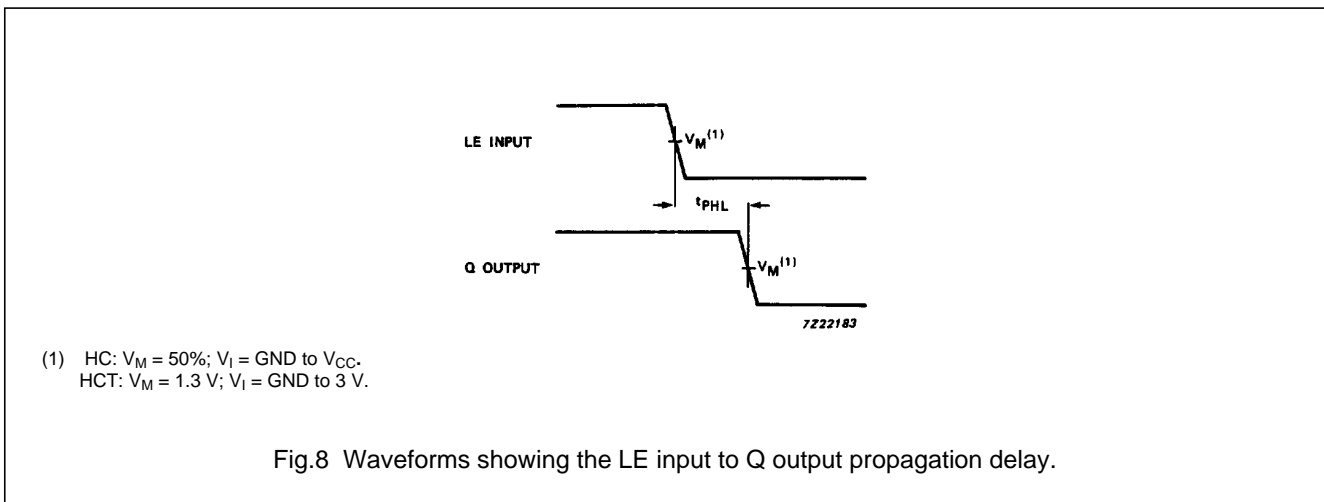 LE INPUT
V_M(1)
tPHL
Q OUTPUT
V_M(1)
7Z22183
(1) HC: V_M = 50%; V_I = GND to V_CC.
HCT: V_M = 1.3 V; V_I = GND to 3 V.
Fig.8 Waveforms showing the LE input to Q output propagation delay.